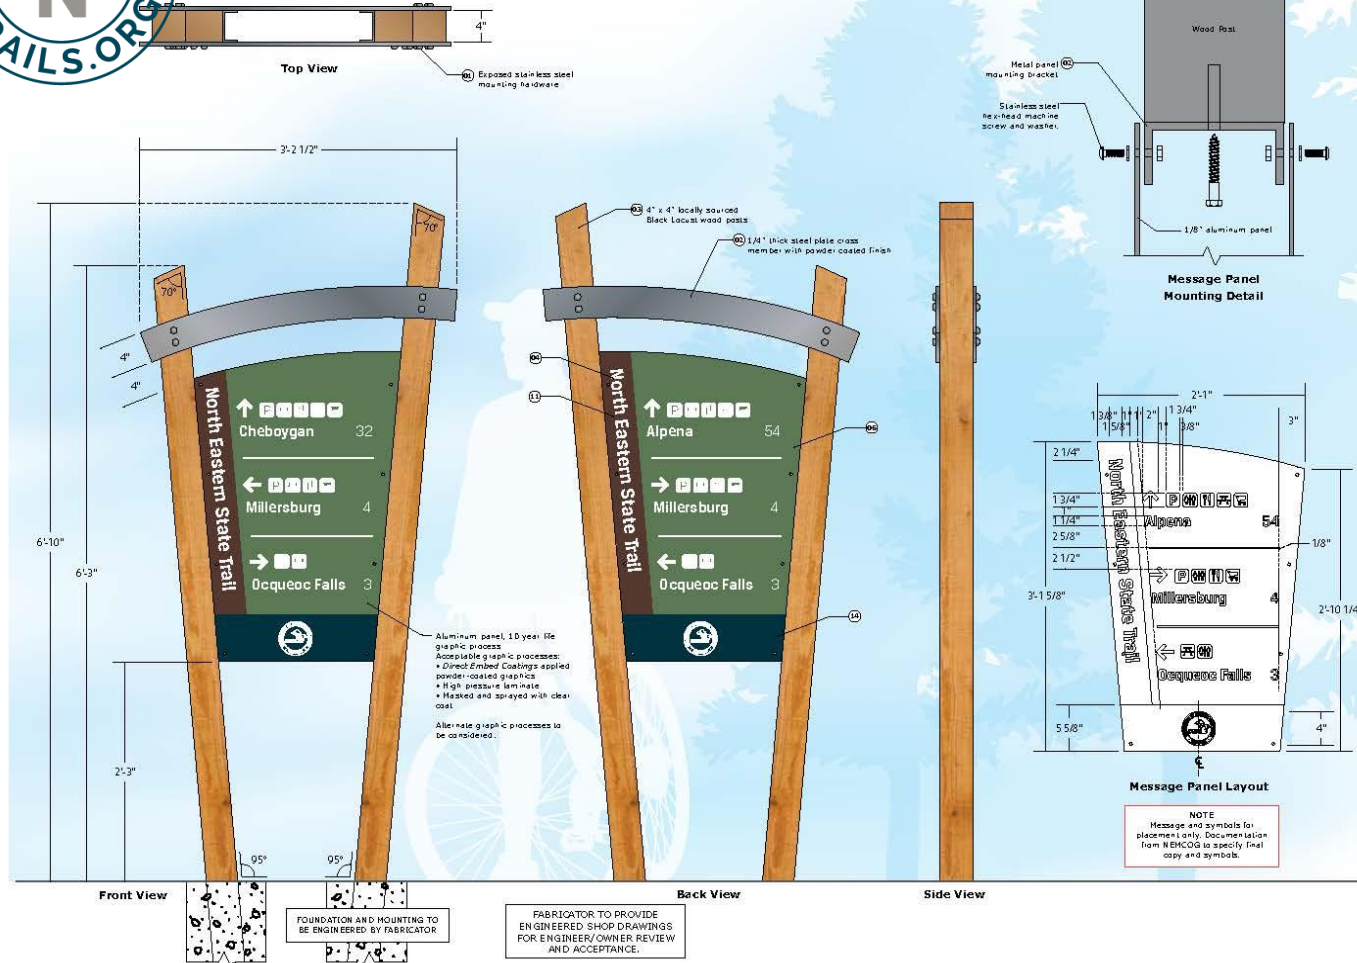 N
AILS.ORG
4"
Top View
01 Exposed stainless steel
mounting hardware
Wood Post
Metal panel 02
mounting bracket
Stainless steel
hex-head machine
screw and washer.
1/8" aluminum panel
Message Panel
Mounting Detail
3'-2 1/2"
70°
70°
4"
4"
6'-10"
6'-3"
2'-3"
North Eastern State Trail
P
Cheboygan 32
Millersburg 4
Ocqueoc Falls 3
95°
95°
Front View
FOUNDATION AND MOUNTING TO
BE ENGINEERED BY FABRICATOR
03 4" x 4" locally sourced
Black Locust wood posts
02 1/4" thick steel plate cross
member with powder coated finish
04
11
06
14
North Eastern State Trail
P
Alpena 54
P
Millersburg 4
Ocqueoc Falls 3
Aluminum panel, 10 year life
graphic process
Acceptable graphic processes:
• Direct Embed Coatings applied
powder-coated graphics
• High pressure laminate
• Masked and sprayed with clear
coat
Alternate graphic processes to
be considered.
Back View
FABRICATOR TO PROVIDE
ENGINEERED SHOP DRAWINGS
FOR ENGINEER/OWNER REVIEW
AND ACCEPTANCE.
Side View
2'-1"
1 3/8" 1" 1" 2" 1 3/4"
1 5/8" 1" 3/8"
3"
2 1/4"
1 3/4"
1"
1 1/4"
2 5/8"
2 1/2"
3'-1 5/8"
5 5/8"
1/8"
2'-10 1/4
4"
North Eastern State Trail
P
Alpena 54
P
Millersburg 4
Ocqueoc Falls 3
Message Panel Layout
NOTE
Message and symbols for
placement only. Documentation
from NEMCOG to specify final
copy and symbols.